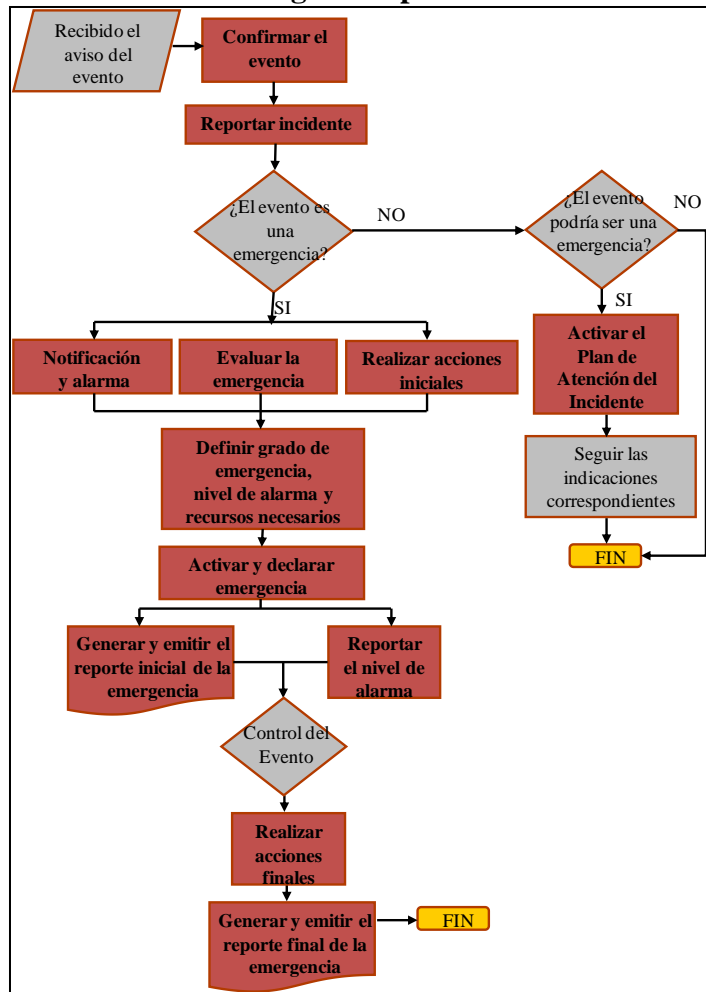 Recibido el
aviso del
evento
Confirmar el
evento
Reportar incidente
¿El evento es
una
emergencia?
NO
¿El evento
podría ser una
emergencia?
NO
SI
SI
Notificación
y alarma
Evaluar la
emergencia
Realizar acciones
iniciales
Activar el
Plan de
Atención del
Incidente
Definir grado de
emergencia,
nivel de alarma y
recursos necesarios
Seguir las
indicaciones
correspondientes
FIN
Activar y declarar
emergencia
Generar y emitir el
reporte inicial de la
emergencia
Reportar
el nivel de
alarma
Control del
Evento
Realizar
acciones
finales
Generar y emitir el
reporte final de la
emergencia
FIN